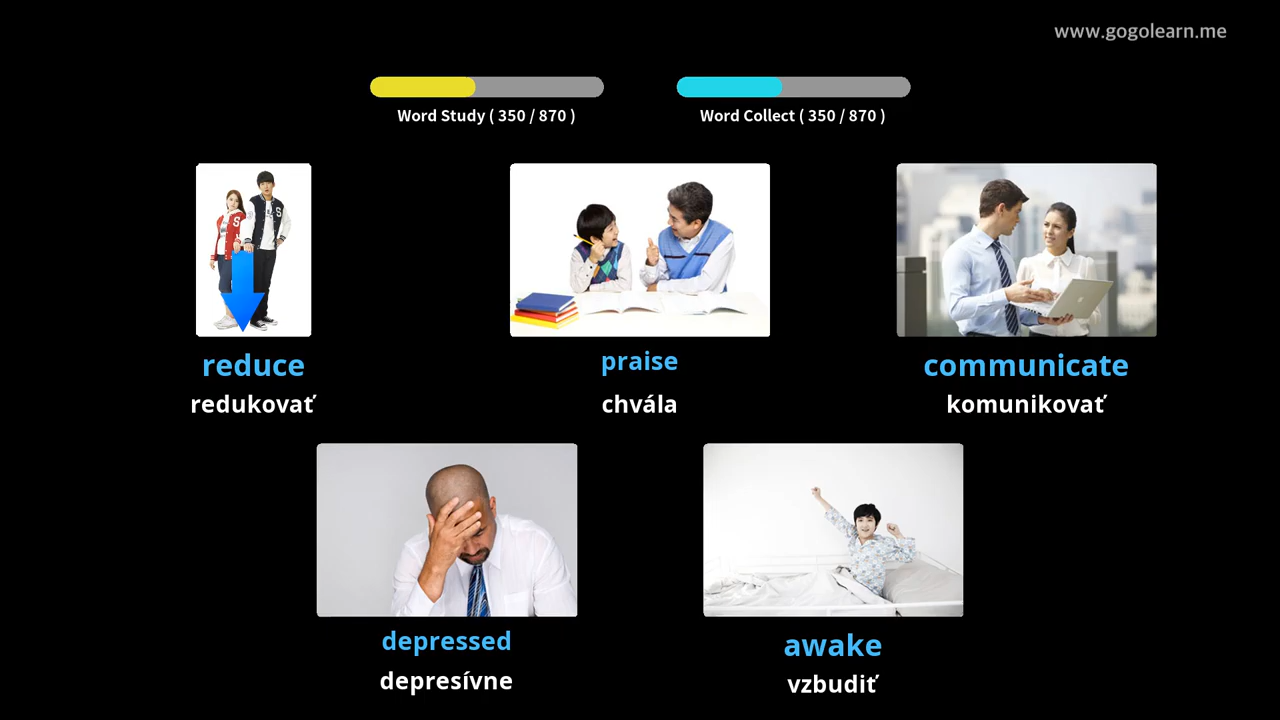 www.gogolearn.me
Word Study ( 350 / 870 )
Word Collect ( 350 / 870 )
S
S
reduce
redukovať
praise
chvála
communicate
komunikovať
depressed
depresívne
awake
vzbudiť